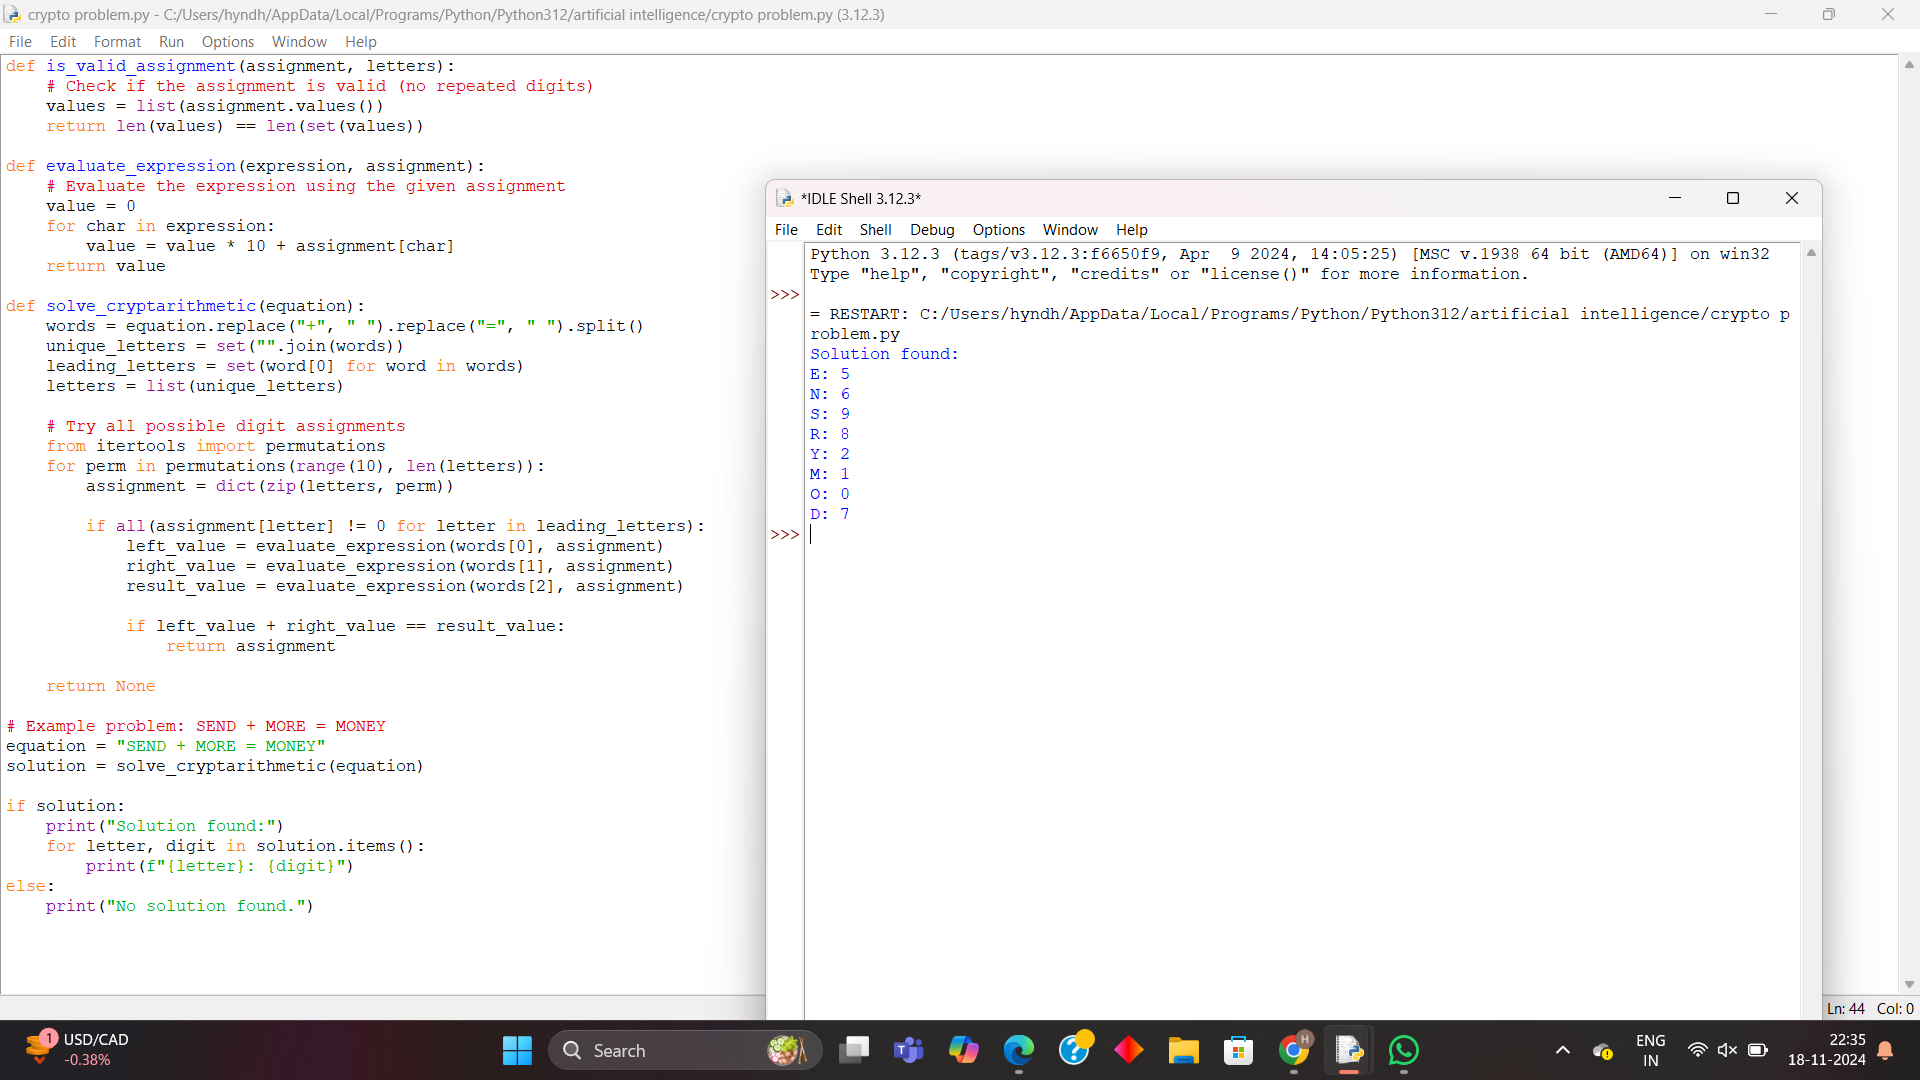 crypto problem.py - C:/Users/hyndh/AppData/Local/Programs/Python/Python312/artificial intelligence/crypto problem.py (3.12.3)
File Edit Format Run Options Window Help
def is_valid_assignment(assignment, letters):
    # Check if the assignment is valid (no repeated digits)
    values = list(assignment.values())
    return len(values) == len(set(values))

def evaluate_expression(expression, assignment):
    # Evaluate the expression using the given assignment
    value = 0
    for char in expression:
        value = value * 10 + assignment[char]
    return value

def solve_cryptarithmetic(equation):
    words = equation.replace("+", " ").replace("=", " ").split()
    unique_letters = set("".join(words))
    leading_letters = set(word[0] for word in words)
    letters = list(unique_letters)

    # Try all possible digit assignments
    from itertools import permutations
    for perm in permutations(range(10), len(letters)):
        assignment = dict(zip(letters, perm))

        if all(assignment[letter] != 0 for letter in leading_letters):
            left_value = evaluate_expression(words[0], assignment)
            right_value = evaluate_expression(words[1], assignment)
            result_value = evaluate_expression(words[2], assignment)

            if left_value + right_value == result_value:
                return assignment

    return None

# Example problem: SEND + MORE = MONEY
equation = "SEND + MORE = MONEY"
solution = solve_cryptarithmetic(equation)

if solution:
    print("Solution found:")
    for letter, digit in solution.items():
        print(f"{letter}: {digit}")
else:
    print("No solution found.")
*IDLE Shell 3.12.3*
File Edit Shell Debug Options Window Help
Python 3.12.3 (tags/v3.12.3:f6650f9, Apr  9 2024, 14:05:25) [MSC v.1938 64 bit (AMD64)] on win32
Type "help", "copyright", "credits" or "license()" for more information.
>>>
= RESTART: C:/Users/hyndh/AppData/Local/Programs/Python/Python312/artificial intelligence/crypto p
roblem.py
Solution found:
E: 5
N: 6
S: 9
R: 8
Y: 2
M: 1
O: 0
D: 7
>>>
Ln: 44 Col: 0
1 USD/CAD
-0.38%
Search
H
ENG
IN
22:35
18-11-2024